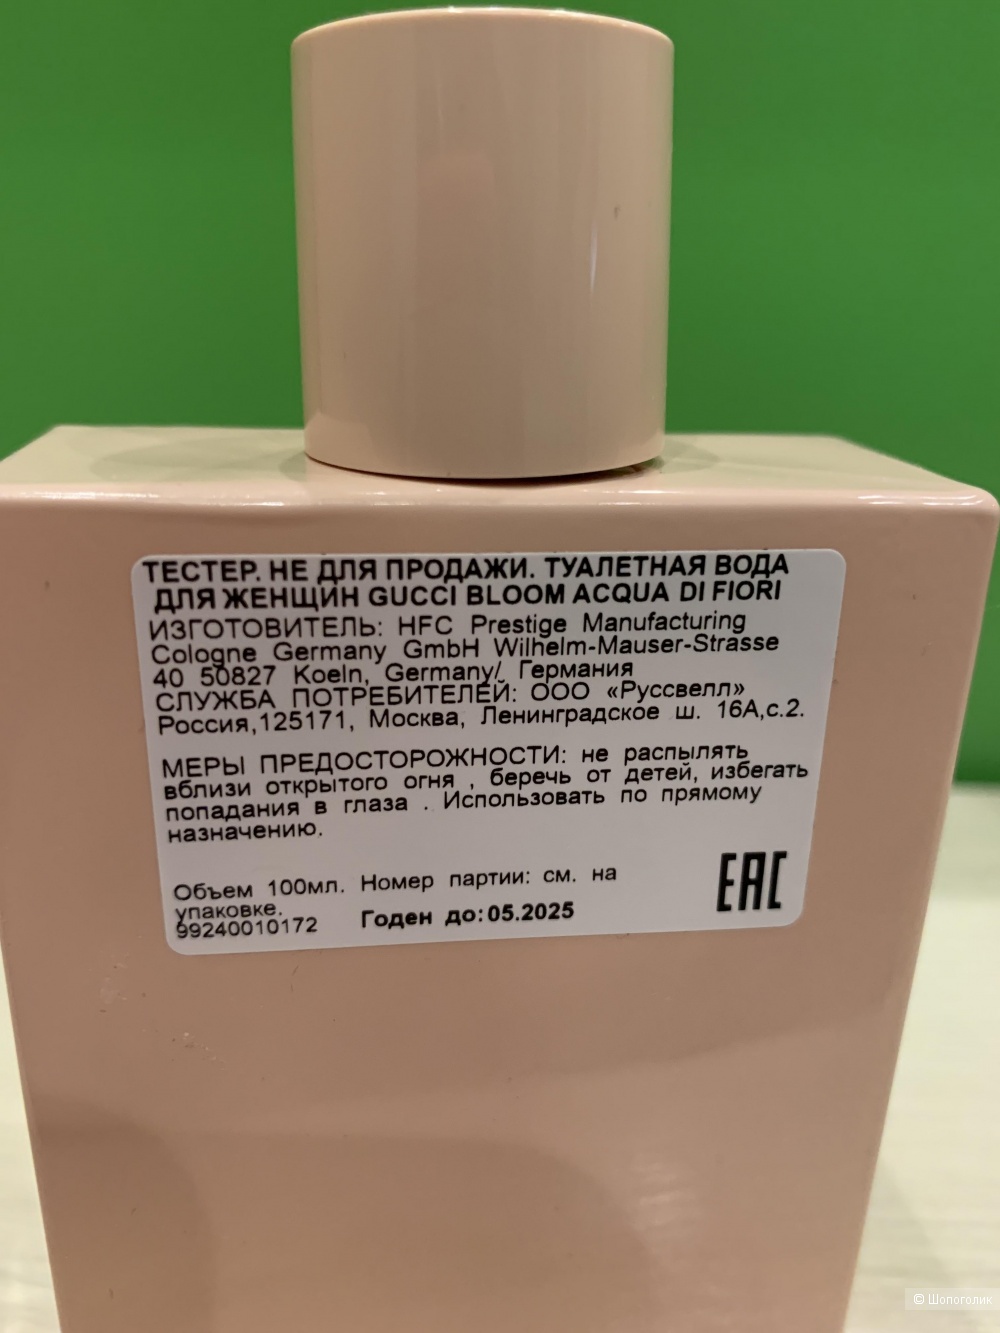 ТЕСТЕР. НЕ ДЛЯ ПРОДАЖИ. ТУАЛЕТНАЯ ВОДА
ДЛЯ ЖЕНЩИН GUCCI BLOOM ACQUA DI FIORI
ИЗГОТОВИТЕЛЬ: HFC Prestige Manufacturing
Cologne Germany GmbH Wilhelm-Mauser-Strasse
40 50827 Koeln, Germany/ Германия
СЛУЖБА ПОТРЕБИТЕЛЕЙ: ООО «Руссвелл»
Россия,125171, Москва, Ленинградское ш. 16А,с.2.
МЕРЫ ПРЕДОСТОРОЖНОСТИ: не распылять
вблизи открытого огня , беречь от детей, избегать
попадания в глаза . Использовать по прямому
назначению.
Объем 100мл. Номер партии: см. на
упаковке.
99240010172 Годен до:05.2025
EAC
© Шопоголик